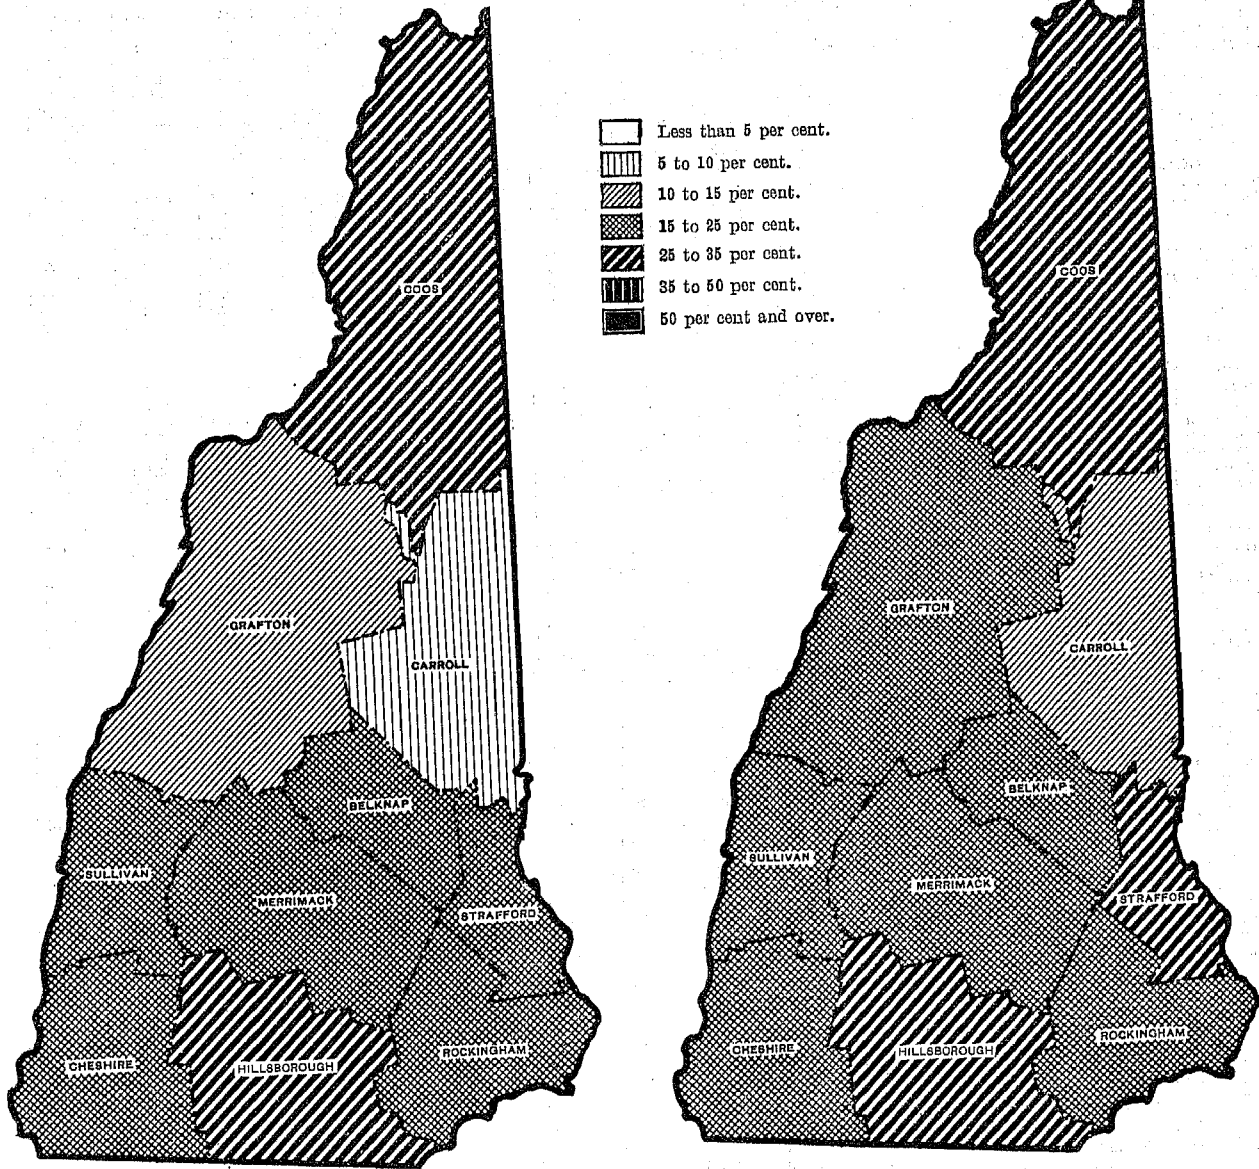 Less than 5 per cent.
5 to 10 per cent.
10 to 15 per cent.
15 to 25 per cent.
25 to 35 per cent.
35 to 50 per cent.
50 per cent and over.
COOS
GRAFTON
CARROLL
BELKNAP
SULLIVAN
MERRIMACK
STRAFFORD
CHESHIRE
HILLSBOROUGH
ROCKINGHAM
COOS
GRAFTON
CARROLL
BELKNAP
SULLIVAN
MERRIMACK
STRAFFORD
CHESHIRE
HILLSBOROUGH
ROCKINGHAM